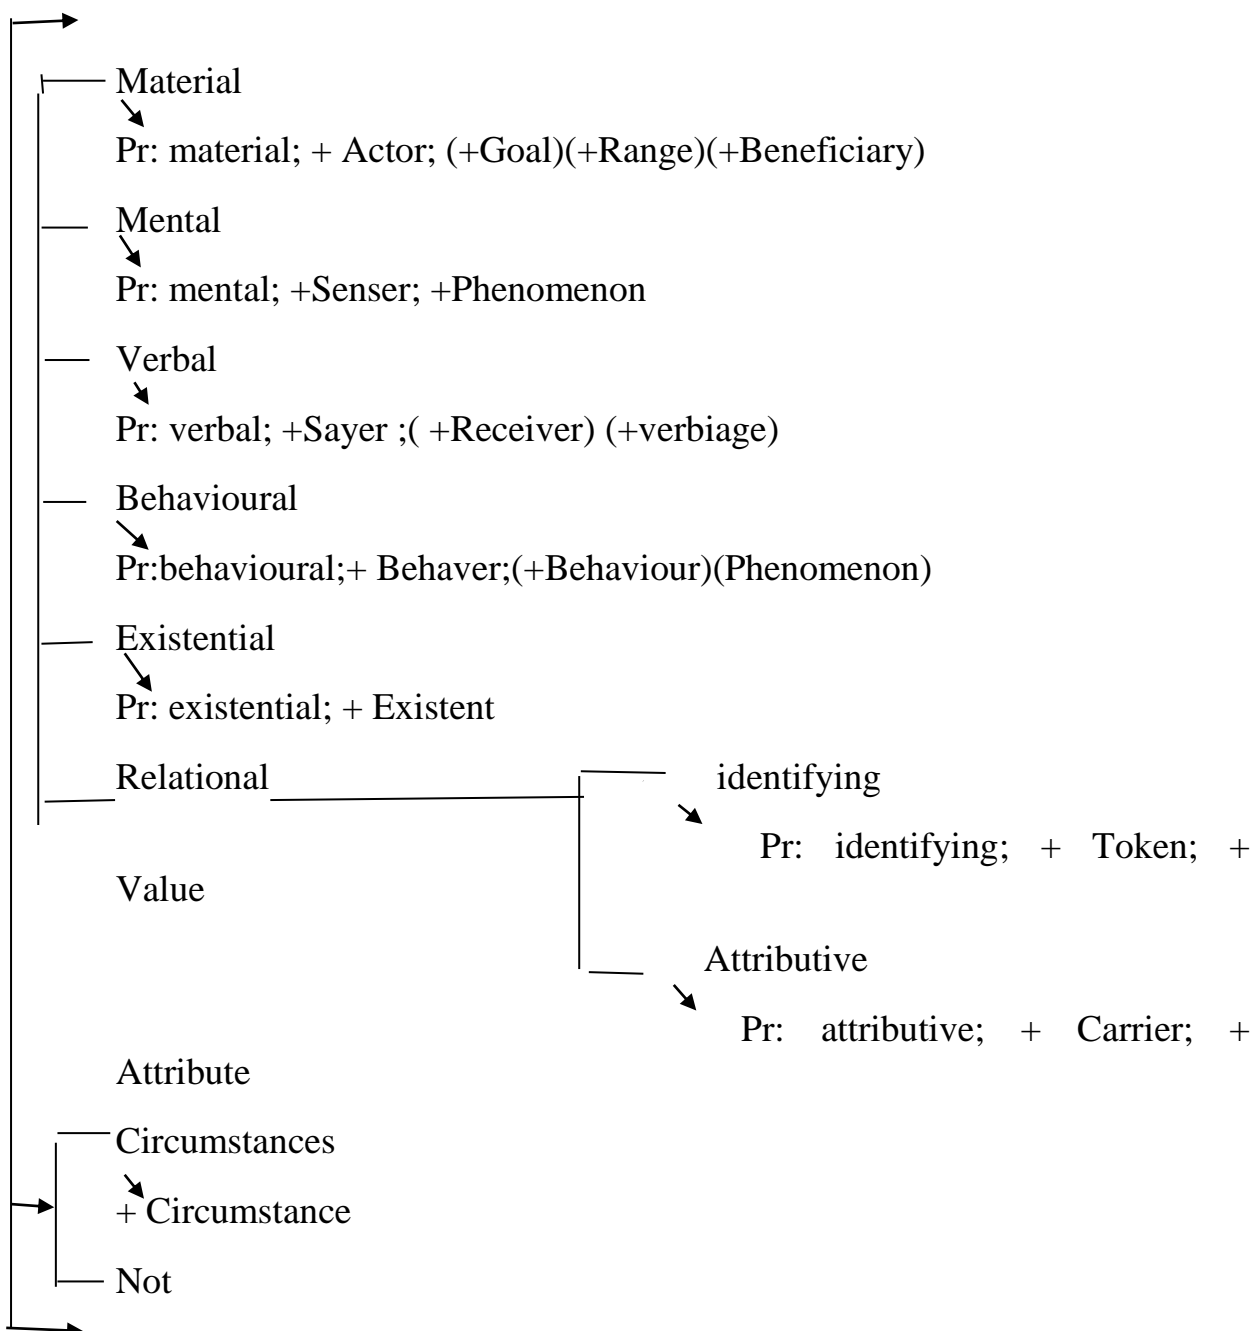 Material
Pr: material; + Actor; (+Goal)(+Range)(+Beneficiary)
Mental
Pr: mental; +Senser; +Phenomenon
Verbal
Pr: verbal; +Sayer ;( +Receiver) (+verbiage)
Behavioural
Pr:behavioural;+ Behaver;(+Behaviour)(Phenomenon)
Existential
Pr: existential; + Existent
Relational identifying
Pr: identifying; + Token; +
Value
Attributive
Pr: attributive; + Carrier; +
Attribute
Circumstances
+ Circumstance
Not